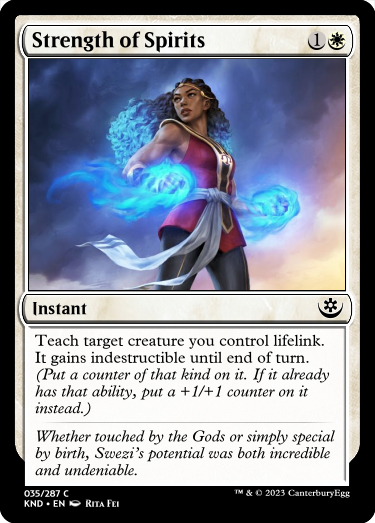 Strength of Spirits 1
Instant
Teach target creature you control lifelink.
It gains indestructible until end of turn.
(Put a counter of that kind on it. If it already
has that ability, put a +1/+1 counter on it
instead.)
Whether touched by the Gods or simply special
by birth, Swezi's potential was both incredible
and undeniable.
035/287 C
KND • EN Rita Fei
™ & © 2023 CanterburyEgg